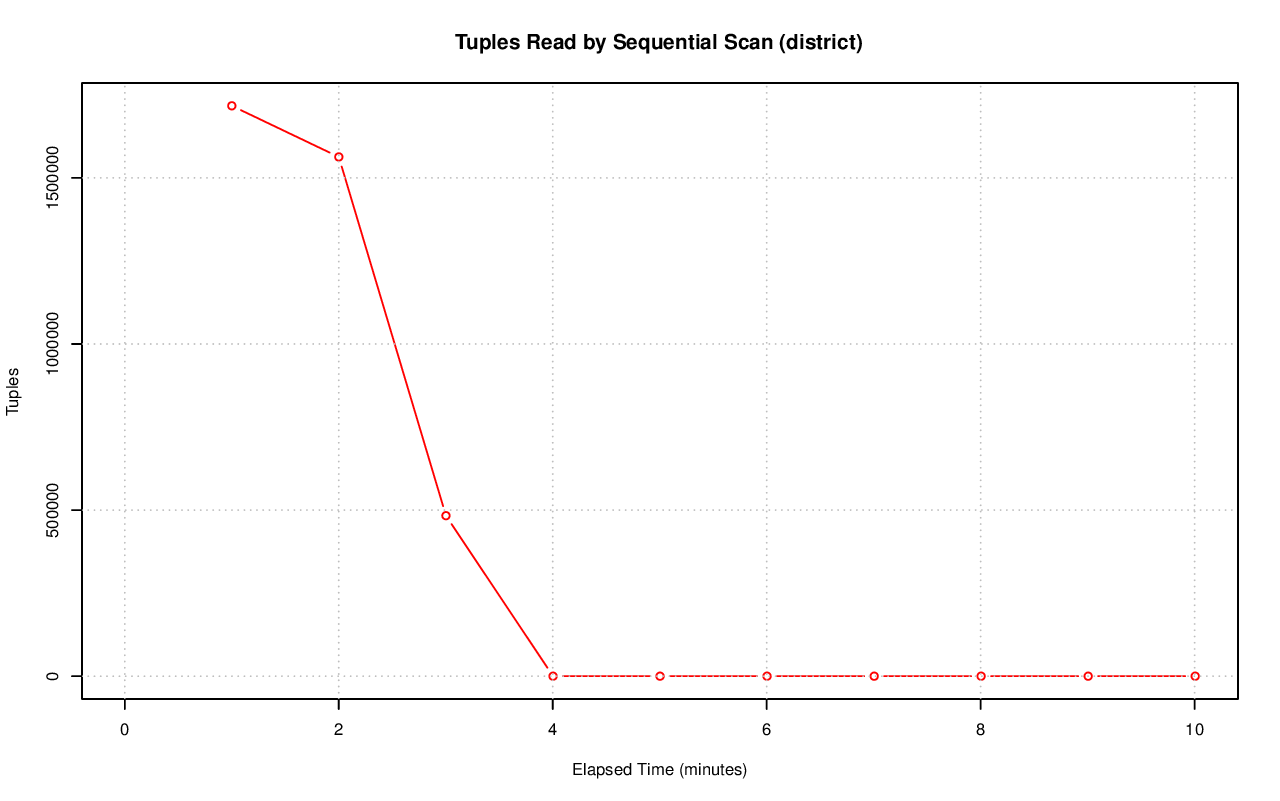 Tuples Read by Sequential Scan (district)
Tuples
1500000
1000000
500000
0
0 2 4 6 8 10
Elapsed Time (minutes)